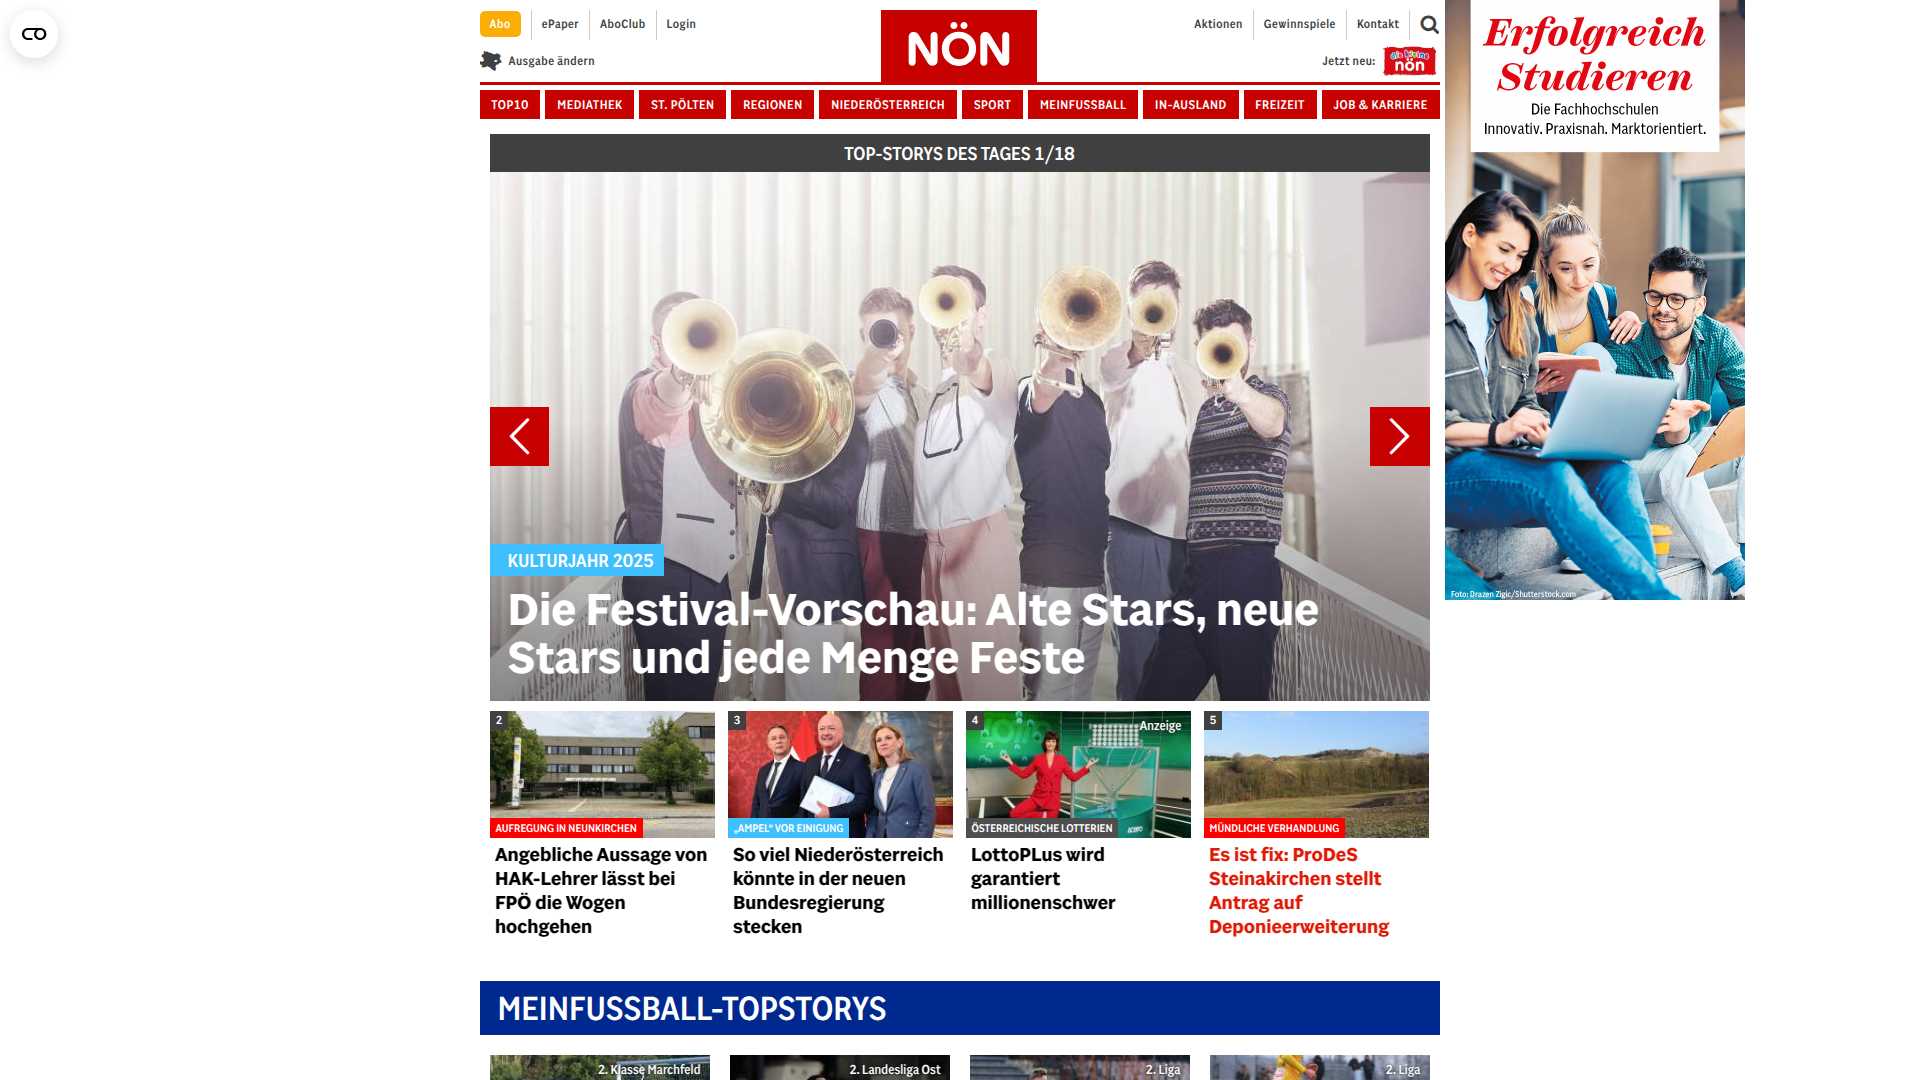 Abo
ePaper
AboClub
Login
NÖN
Aktionen
Gewinnspiele
Kontakt
Ausgabe ändern
Jetzt neu:
die kleine
nön
TOP10
MEDIATHEK
ST. PÖLTEN
REGIONEN
NIEDERÖSTERREICH
SPORT
MEINFUSSBALL
IN-AUSLAND
FREIZEIT
JOB & KARRIERE
Erfolgreich
Studieren
Die Fachhochschulen
Innovativ. Praxisnah. Marktorientiert.
Foto: Drazen Zigic/Shutterstock.com
TOP-STORYS DES TAGES 1/18
KULTURJAHR 2025
Die Festival-Vorschau: Alte Stars, neue
Stars und jede Menge Feste
2
AUFREGUNG IN NEUNKIRCHEN
Angebliche Aussage von
HAK-Lehrer lässt bei
FPÖ die Wogen
hochgehen
3
„AMPEL“ VOR EINIGUNG
So viel Niederösterreich
könnte in der neuen
Bundesregierung
stecken
4
Anzeige
ÖSTERREICHISCHE LOTTERIEN
LottoPLus wird
garantiert
millionenschwer
5
MÜNDLICHE VERHANDLUNG
Es ist fix: ProDeS
Steinakirchen stellt
Antrag auf
Deponieerweiterung
MEINFUSSBALL-TOPSTORYS
2. Klasse Marchfeld
2. Landesliga Ost
2. Liga
2. Liga